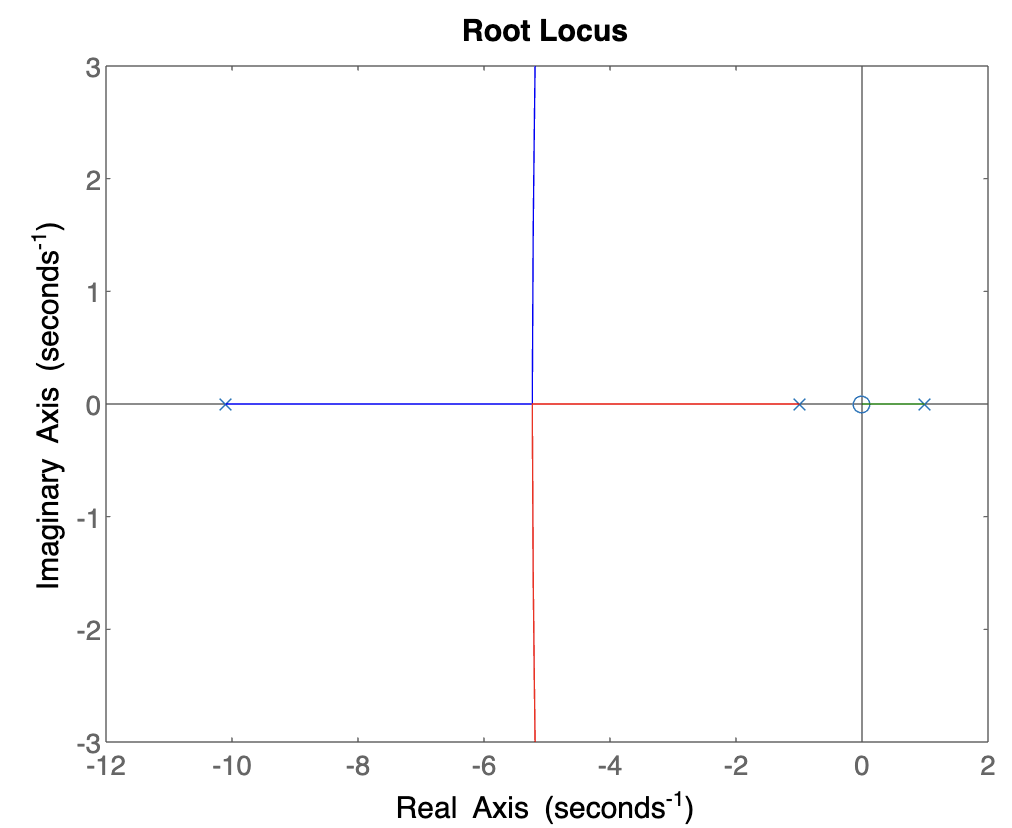 Root Locus
3
2
1
0
-1
-2
-3
-12 -10 -8 -6 -4 -2 0 2
Real Axis (seconds⁻¹)
Imaginary Axis (seconds⁻¹)